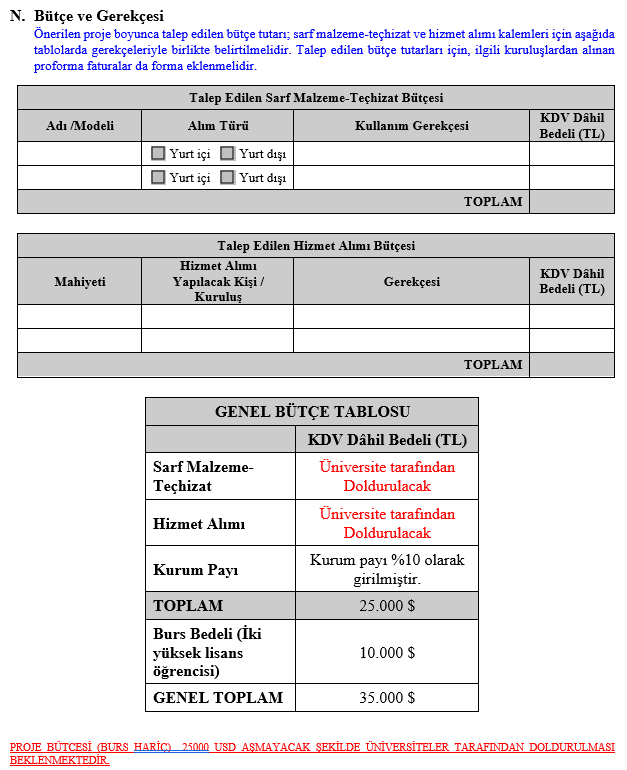 N. Bütçe ve Gerekçesi
Önerilen proje boyunca talep edilen bütçe tutarı; sarf malzeme-teçhizat ve hizmet alımı kalemleri için aşağıda
tablolarda gerekçeleriyle birlikte belirtilmelidir. Talep edilen bütçe tutarları için, ilgili kuruluşlardan alınan
proforma faturalar da forma eklenmelidir.
Talep Edilen Sarf Malzeme-Teçhizat Bütçesi
Adı /Modeli Alım Türü Kullanım Gerekçesi KDV Dâhil
Bedeli (TL)
Yurt içi Yurt dışı
Yurt içi Yurt dışı
TOPLAM
Talep Edilen Hizmet Alımı Bütçesi
Mahiyeti Hizmet Alımı
Yapılacak Kişi /
Kuruluş Gerekçesi KDV Dâhil
Bedeli (TL)
TOPLAM
GENEL BÜTÇE TABLOSU
KDV Dâhil Bedeli (TL)
Sarf Malzeme-
Teçhizat
Üniversite tarafından
Doldurulacak
Hizmet Alımı
Üniversite tarafından
Doldurulacak
Kurum Payı
Kurum payı %10 olarak
girilmiştir.
TOPLAM 25.000 $
Burs Bedeli (İki
yüksek lisans
öğrencisi)
10.000 $
GENEL TOPLAM 35.000 $
PROJE BÜTÇESİ (BURS HARİÇ) 25000 USD AŞMAYACAK ŞEKİLDE ÜNİVERSİTELER TARAFINDAN DOLDURULMASI
BEKLENMEKTEDİR.